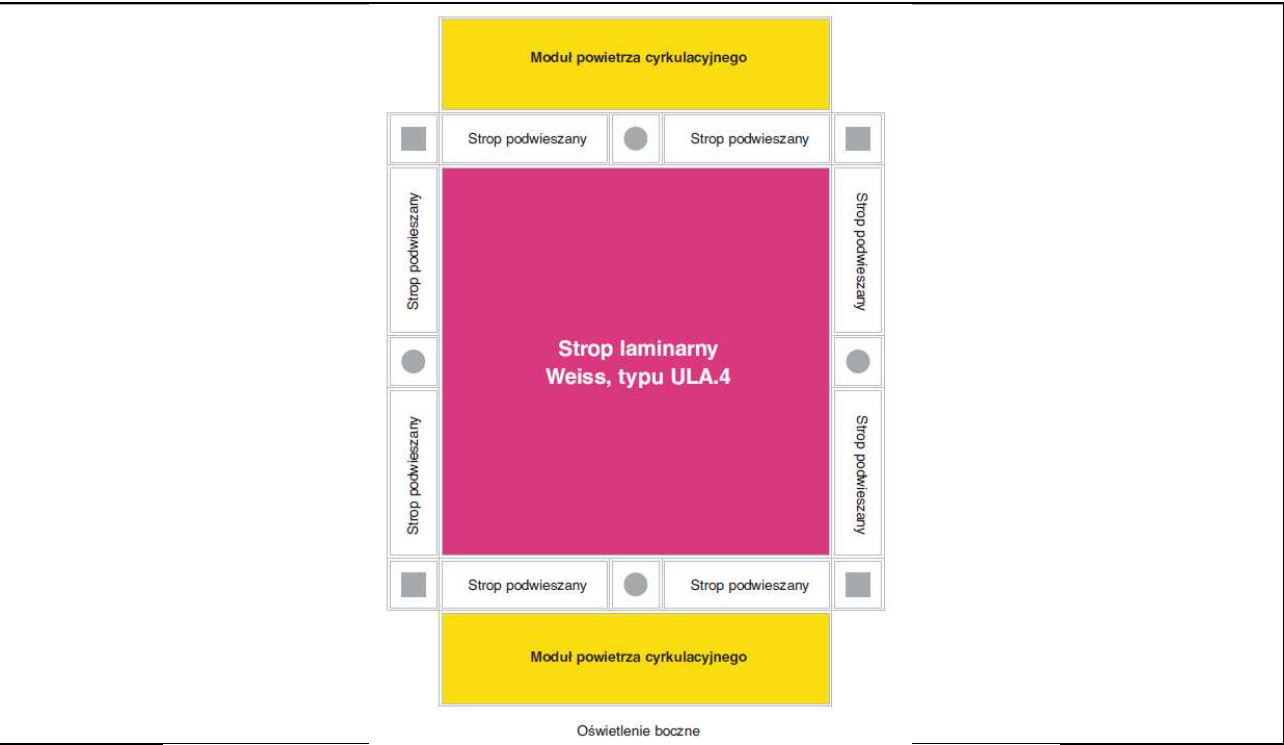 Moduł powietrza cyrkulacyjnego
Strop podwieszany
Strop podwieszany
Strop podwieszany
Strop podwieszany
Strop laminarny
Weiss, typu ULA.4
Strop podwieszany
Strop podwieszany
Strop podwieszany
Strop podwieszany
Moduł powietrza cyrkulacyjnego
Oświetlenie boczne